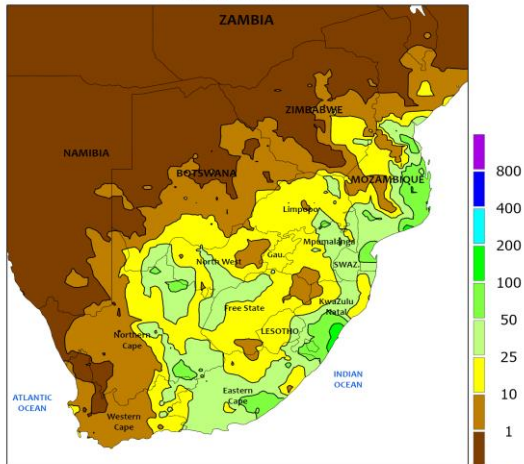 ZAMBIA
ZIMBABWE
NAMIBIA
BOTSWANA
MOZAMBIQUE
Limpopo
Mpumalanga
North West
Gau.
SWAZ.
Free State
KwaZulu
Natal
LESOTHO
Northern
Cape
Eastern
Cape
Western
Cape
ATLANTIC
OCEAN
INDIAN
OCEAN
800
400
200
100
50
25
10
1